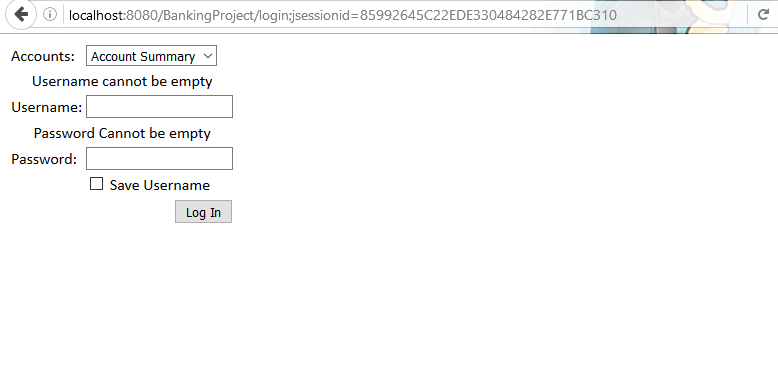 localhost:8080/BankingProject/login;jsessionid=85992645C22EDE330484282E771BC310
Accounts: Account Summary
Username cannot be empty
Username:
Password Cannot be empty
Password:
Save Username
Log In